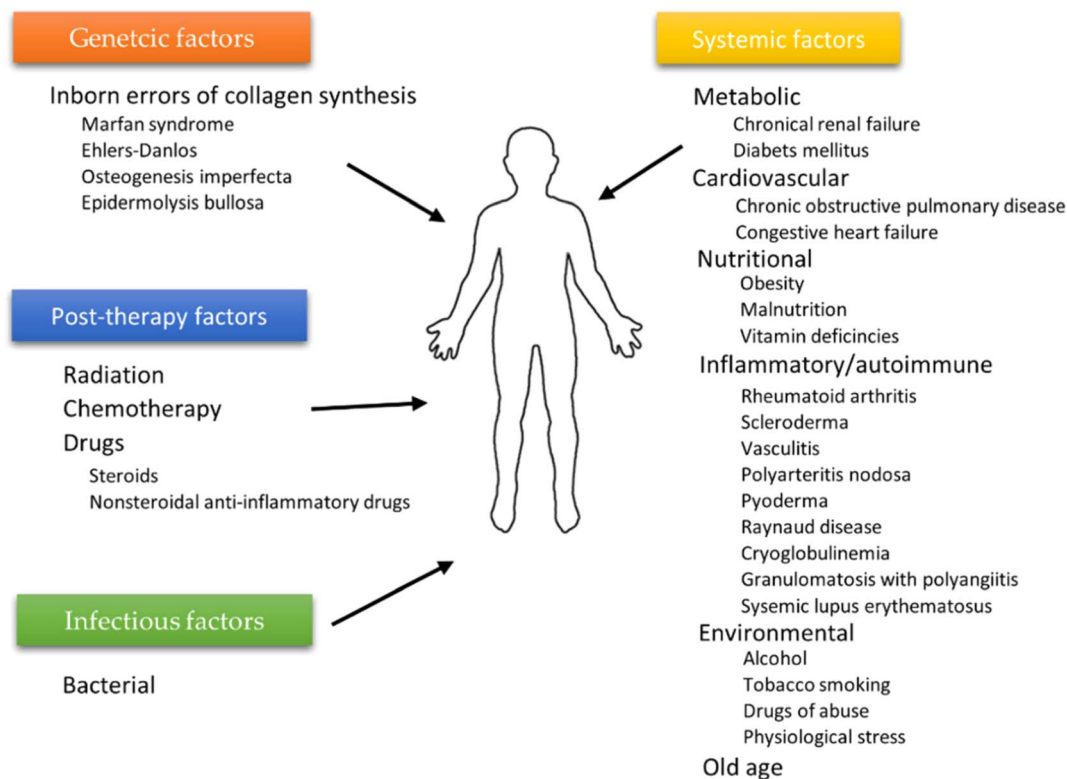 Genetcic factors
Inborn errors of collagen synthesis
Marfan syndrome
Ehlers-Danlos
Osteogenesis imperfecta
Epidermolysis bullosa
Post-therapy factors
Radiation
Chemotherapy
Drugs
Steroids
Nonsteroidal anti-inflammatory drugs
Infectious factors
Bacterial
Systemic factors
Metabolic
Chronical renal failure
Diabets mellitus
Cardiovascular
Chronic obstructive pulmonary disease
Congestive heart failure
Nutritional
Obesity
Malnutrition
Vitamin deficincies
Inflammatory/autoimmune
Rheumatoid arthritis
Scleroderma
Vasculitis
Polyarteritis nodosa
Pyoderma
Raynaud disease
Cryoglobulinemia
Granulomatosis with polyangiitis
Sysemic lupus erythematosus
Environmental
Alcohol
Tobacco smoking
Drugs of abuse
Physiological stress
Old age